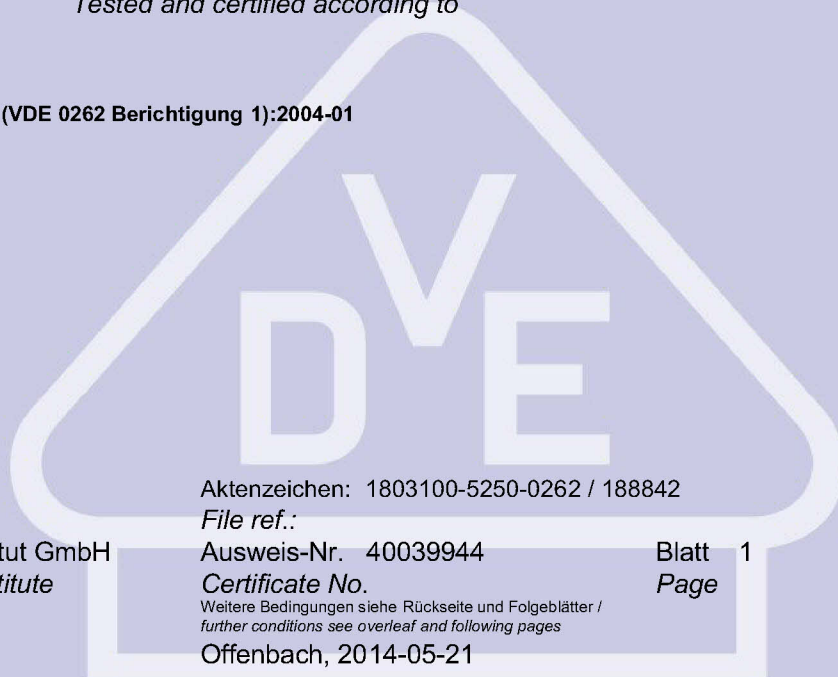 Tested and certified according to
(VDE 0262 Berichtigung 1):2004-01
VDE
Aktenzeichen: 1803100-5250-0262 / 188842
File ref.:
tut GmbH Ausweis-Nr. 40039944 Blatt 1
titute Certificate No. Page
Weitere Bedingungen siehe Rückseite und Folgeblätter /
further conditions see overleaf and following pages
Offenbach, 2014-05-21